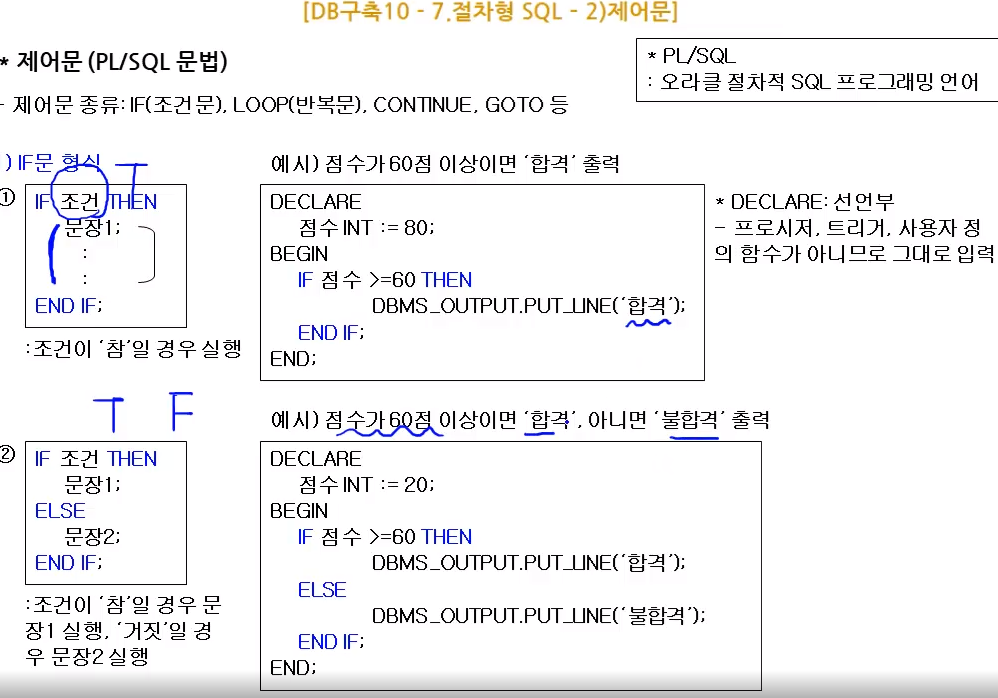 [DB구축10 - 7.절차형 SQL - 2)제어문]
* 제어문 (PL/SQL 문법)
* PL/SQL
: 오라클 절차적 SQL 프로그래밍 언어
- 제어문 종류: IF(조건문), LOOP(반복문), CONTINUE, GOTO 등
) IF문 형식
T
①
IF 조건 THEN
문장1;
:
:
END IF;
:조건이 ‘참’일 경우 실행
예시) 점수가 60점 이상이면 ‘합격’ 출력
DECLARE
점수 INT := 80;
BEGIN
IF 점수 >=60 THEN
DBMS_OUTPUT.PUT_LINE(‘합격’);
END IF;
END;
* DECLARE: 선언부
- 프로시저, 트리거, 사용자 정
의 함수가 아니므로 그대로 입력
T F
②
IF 조건 THEN
문장1;
ELSE
문장2;
END IF;
:조건이 ‘참’일 경우 문
장1 실행, ‘거짓’일 경
우 문장2 실행
예시) 점수가 60점 이상이면 ‘합격’, 아니면 ‘불합격’ 출력
DECLARE
점수 INT := 20;
BEGIN
IF 점수 >=60 THEN
DBMS_OUTPUT.PUT_LINE(‘합격’);
ELSE
DBMS_OUTPUT.PUT_LINE(‘불합격’);
END IF;
END;